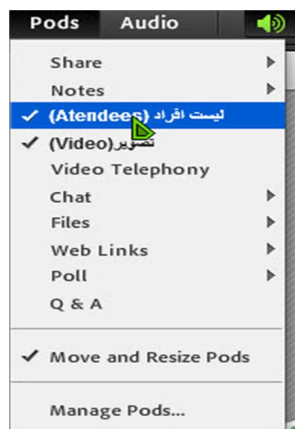 Pods Audio
Share
Notes
لیست افراد (Atendees)
تصویر(Video)
Video Telephony
Chat
Files
Web Links
Poll
Q & A
Move and Resize Pods
Manage Pods...